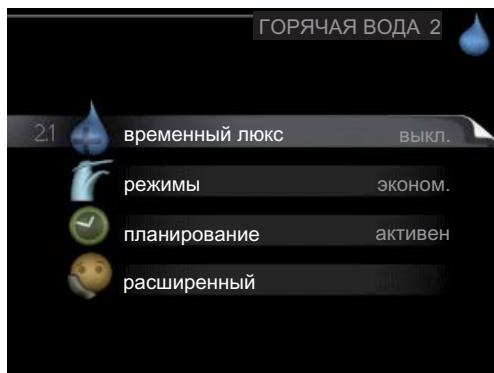 ГОРЯЧАЯ ВОДА 2
2.1 временный люкс выкл.
режимы эконом.
планирование активен
расширенный